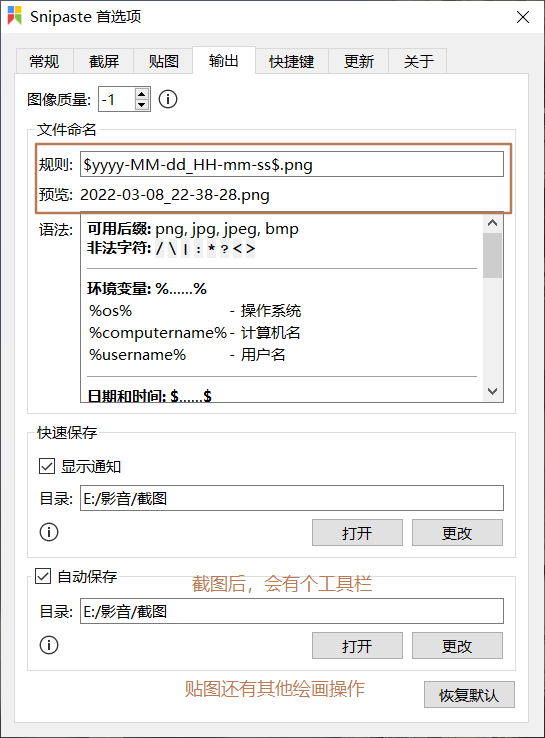 Snipaste 首选项
常规 截屏 贴图 输出 快捷键 更新 关于
图像质量: -1
文件命名
规则: $yyyy-MM-dd_HH-mm-ss$.png
预览: 2022-03-08_22-38-28.png
语法: 可用后缀: png, jpg, jpeg, bmp
非法字符: / \ | : * ? < >
环境变量: %......%
%os% - 操作系统
%computername% - 计算机名
%username% - 用户名
日期和时间: $......$
快速保存
显示通知
目录: E:/影音/截图
打开 更改
自动保存
截图后，会有个工具栏
目录: E:/影音/截图
打开 更改
贴图还有其他绘画操作
恢复默认